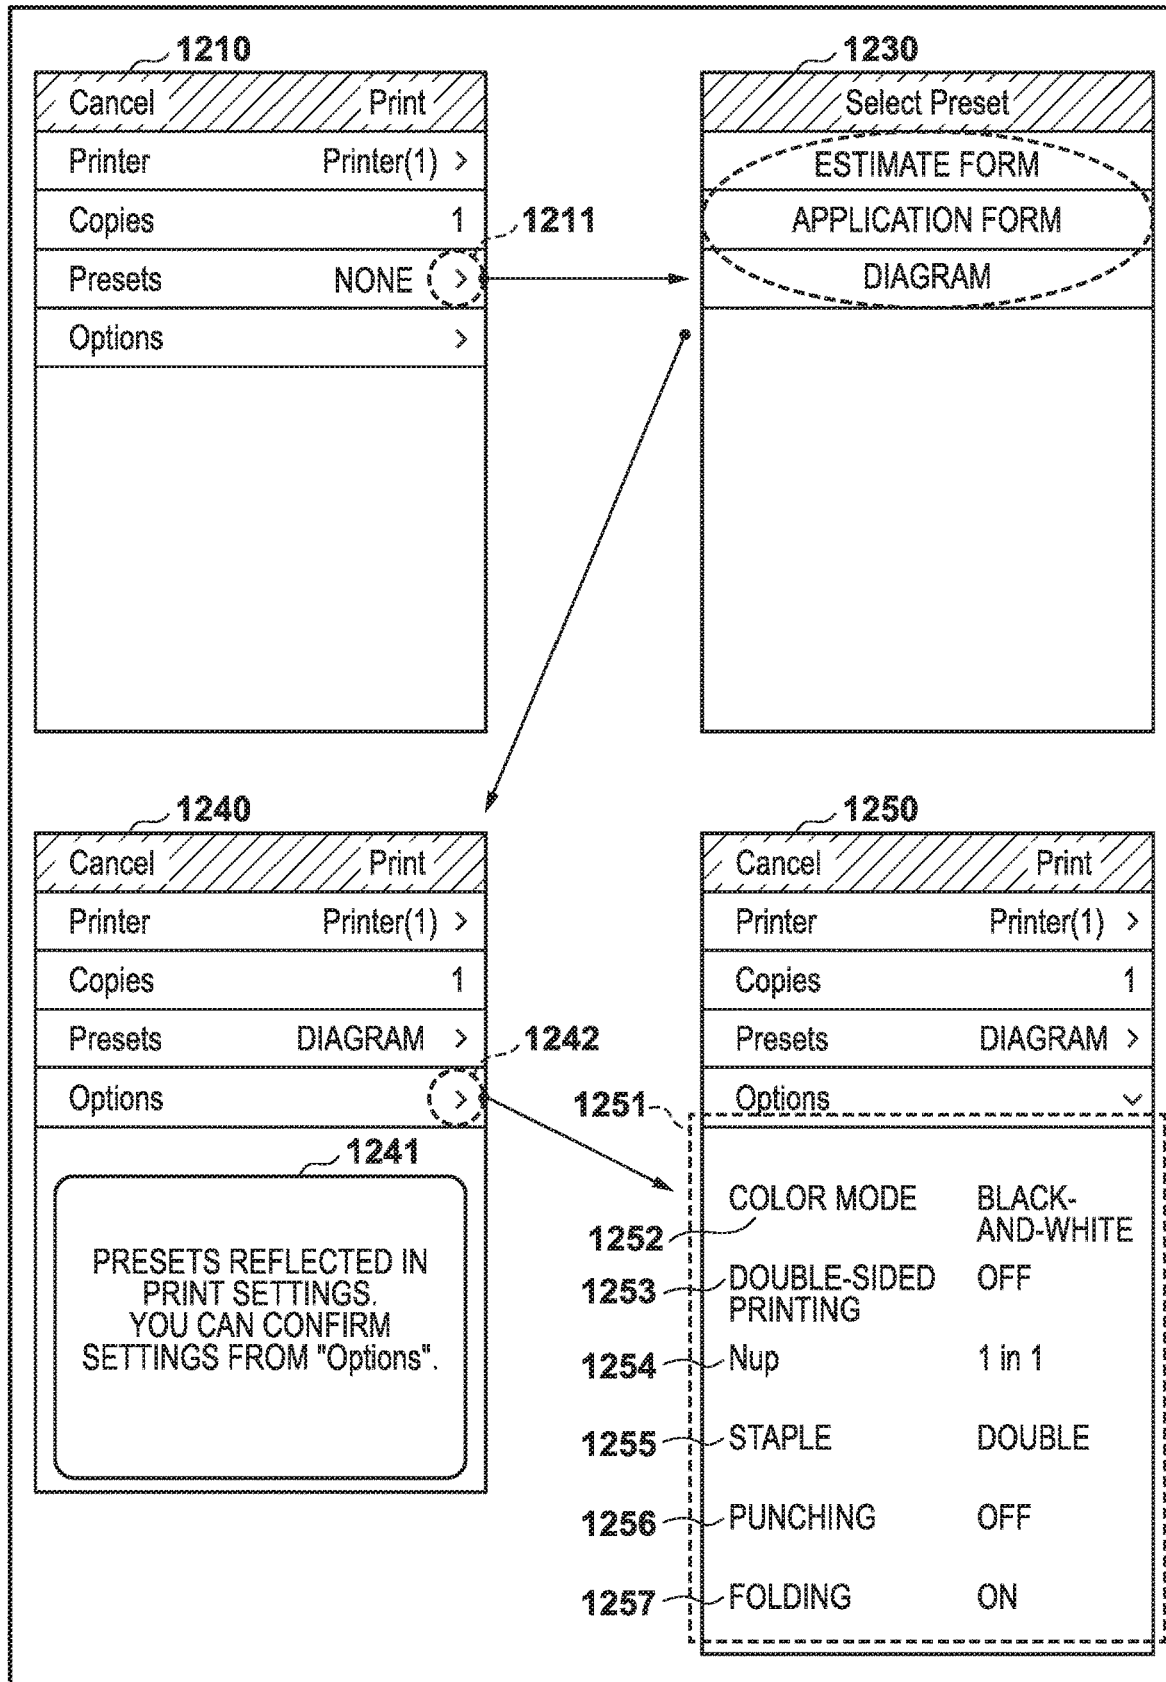 1210
Cancel Print
Printer Printer(1) >
Copies 1
1211
Presets NONE >
Options >
1230
Select Preset
ESTIMATE FORM
APPLICATION FORM
DIAGRAM
1240
Cancel Print
Printer Printer(1) >
Copies 1
Presets DIAGRAM >
1242
Options >
1241
PRESETS REFLECTED IN
PRINT SETTINGS.
YOU CAN CONFIRM
SETTINGS FROM "Options".
1250
Cancel Print
Printer Printer(1) >
Copies 1
Presets DIAGRAM >
Options
1251
COLOR MODE BLACK-
AND-WHITE
1252
1253 DOUBLE-SIDED OFF
PRINTING
1254 Nup 1 in 1
1255 STAPLE DOUBLE
1256 PUNCHING OFF
1257 FOLDING ON